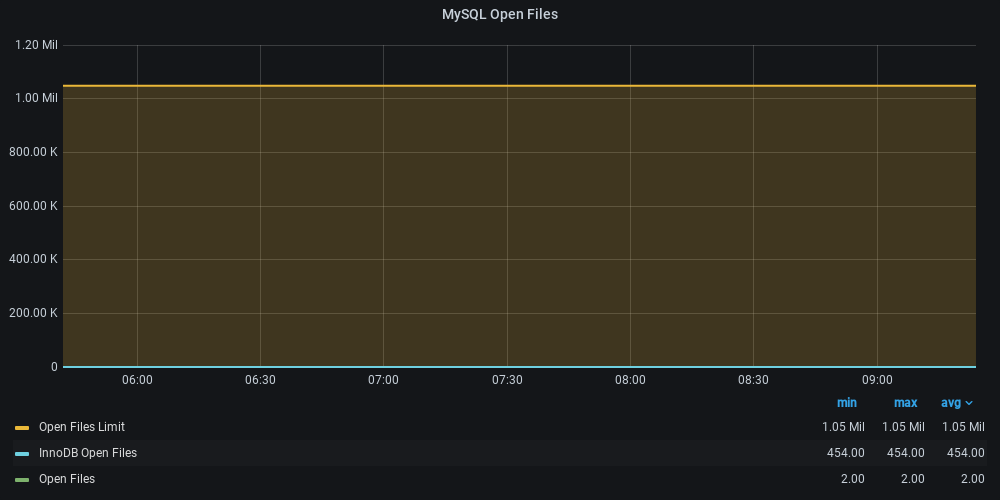 MySQL Open Files
1.20 Mil
1.00 Mil
800.00 K
600.00 K
400.00 K
200.00 K
0
06:00 06:30 07:00 07:30 08:00 08:30 09:00
min max avg
Open Files Limit 1.05 Mil 1.05 Mil 1.05 Mil
InnoDB Open Files 454.00 454.00 454.00
Open Files 2.00 2.00 2.00